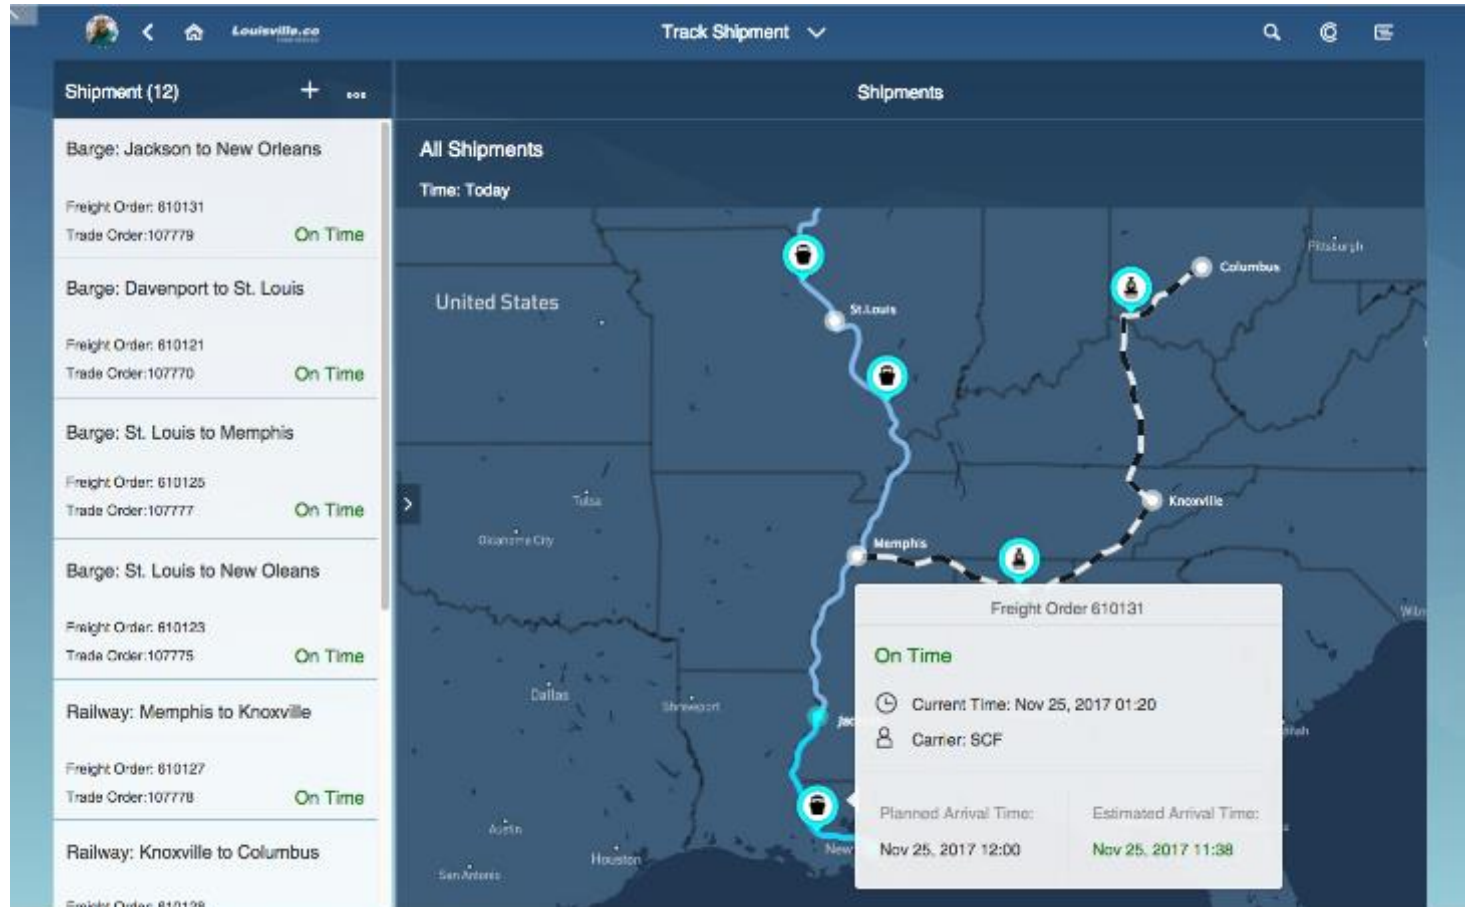 Louisville.co
Track Shipment
Shipment (12)
Shipments
Barge: Jackson to New Orleans
Freight Order: 610131
Trade Order:107779
On Time
Barge: Davenport to St. Louis
Freight Order: 610121
Trade Order:107770
On Time
Barge: St. Louis to Memphis
Freight Order: 610125
Trade Order:107777
On Time
Barge: St. Louis to New Oleans
Freight Order: 610123
Trade Order:107775
On Time
Railway: Memphis to Knoxville
Freight Order: 610127
Trade Order:107778
On Time
Railway: Knoxville to Columbus
Freight Order: 610128
All Shipments
Time: Today
Pittsburgh
Columbus
United States
St.Louis
Tulsa
Knoxville
Oklahoma City
Memphis
Dallas
Shreveport
Austin
Houston
New
San Antonio
Freight Order 610131
On Time
Current Time: Nov 25, 2017 01:20
Carrier: SCF
Planned Arrival Time:
Estimated Arrival Time:
Nov 25, 2017 12:00
Nov 25, 2017 11:38